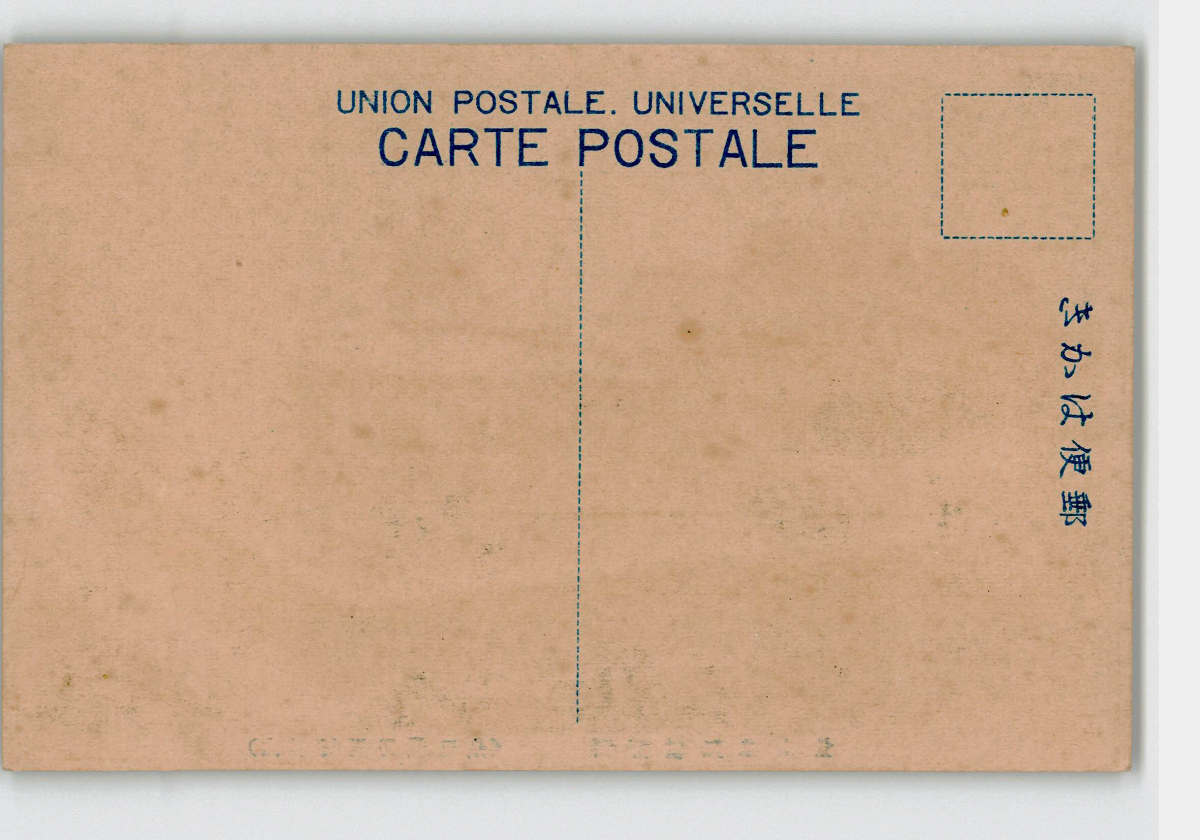 UNION POSTALE. UNIVERSELLE
CARTE POSTALE
郵便はかき